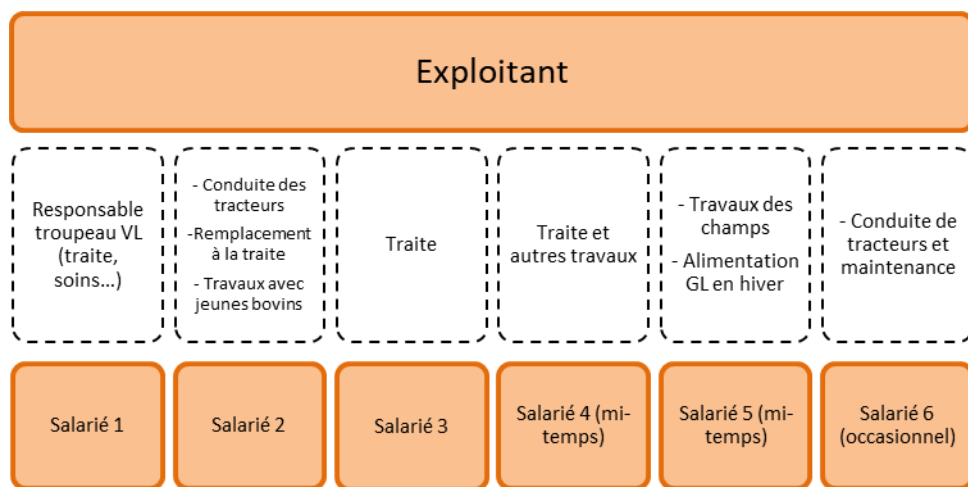 Exploitant
Responsable
troupeau VL
(traite,
soins...)
- Conduite des
tracteurs
-Remplacement
à la traite
- Travaux avec
jeunes bovins
Traite
Traite et
autres travaux
- Travaux des
champs
- Alimentation
GL en hiver
- Conduite de
tracteurs et
maintenance
Salarié 1
Salarié 2
Salarié 3
Salarié 4 (mi-
temps)
Salarié 5 (mi-
temps)
Salarié 6
(occasionnel)